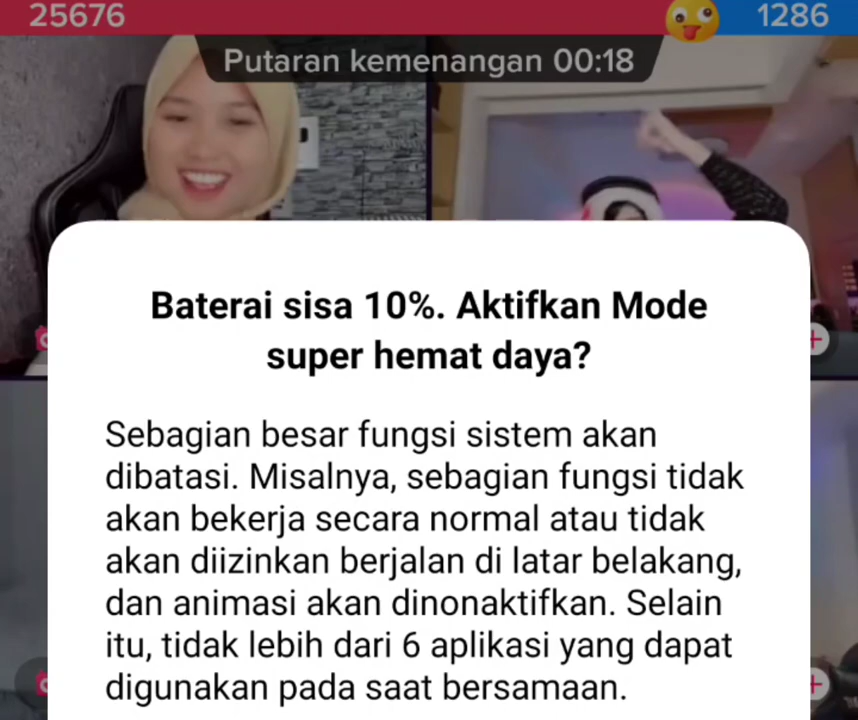 25676
1286
Putaran kemenangan 00:18
Baterai sisa 10%. Aktifkan Mode
super hemat daya?
Sebagian besar fungsi sistem akan
dibatasi. Misalnya, sebagian fungsi tidak
akan bekerja secara normal atau tidak
akan diizinkan berjalan di latar belakang,
dan animasi akan dinonaktifkan. Selain
itu, tidak lebih dari 6 aplikasi yang dapat
digunakan pada saat bersamaan.